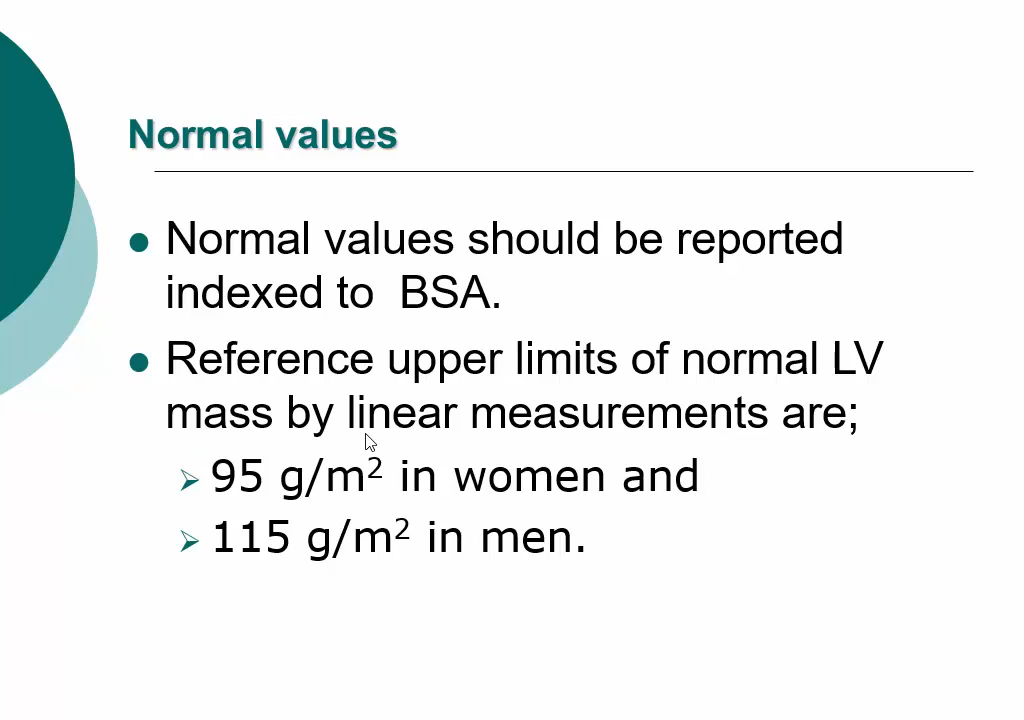 Normal values
Normal values should be reported
indexed to  BSA.
Reference upper limits of normal LV
mass by linear measurements are;
95 g/m² in women and
115 g/m² in men.